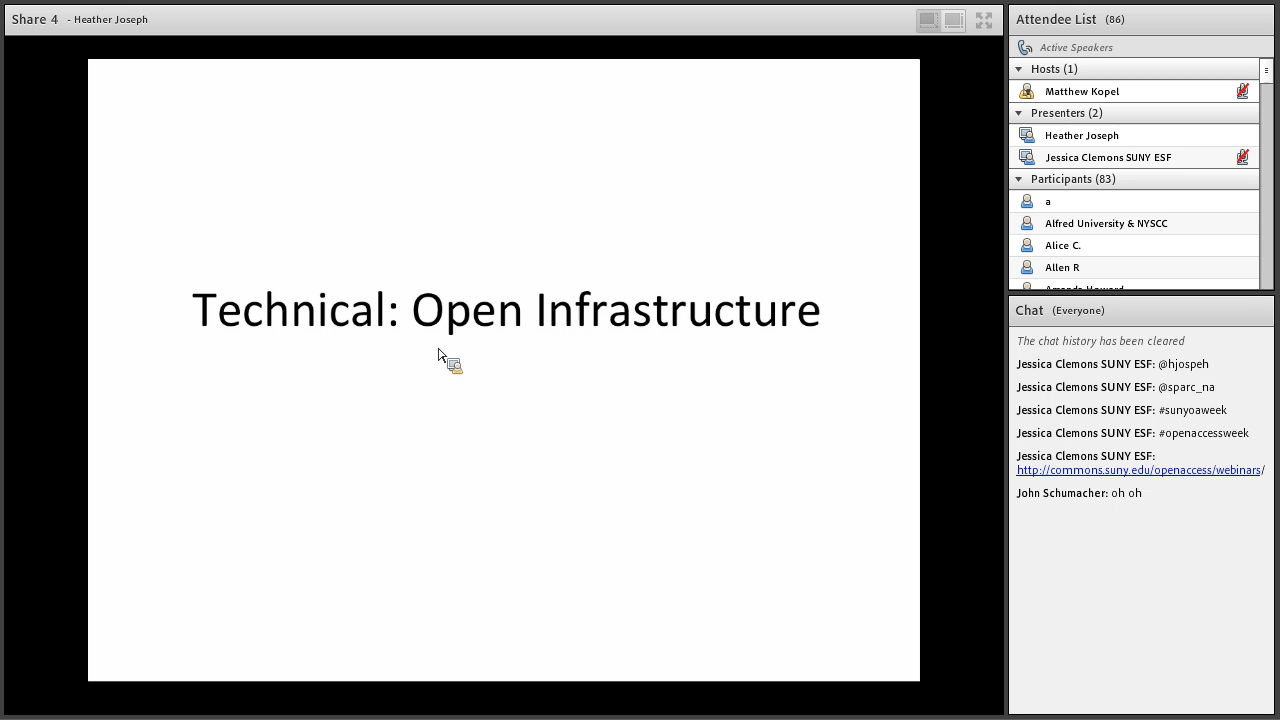 Share 4 - Heather Joseph
Technical: Open Infrastructure
Attendee List (86)
Active Speakers
Hosts (1)
Matthew Kopel
Presenters (2)
Heather Joseph
Jessica Clemons SUNY ESF
Participants (83)
a
Alfred University & NYSCC
Alice C.
Allen R
Chat (Everyone)
The chat history has been cleared
Jessica Clemons SUNY ESF: @hjospeh
Jessica Clemons SUNY ESF: @sparc_na
Jessica Clemons SUNY ESF: #sunyoaweek
Jessica Clemons SUNY ESF: #openaccessweek
Jessica Clemons SUNY ESF:
http://commons.suny.edu/openaccess/webinars/
John Schumacher: oh oh